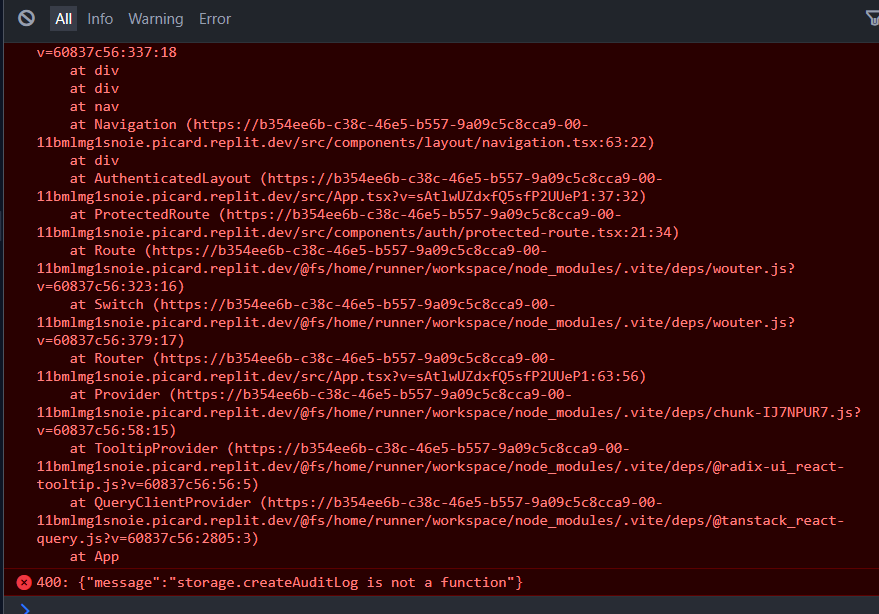 All Info Warning Error
v=60837c56:337:18
at div
at div
at nav
at Navigation (https://b354ee6b-c38c-46e5-b557-9a09c5c8cca9-00-
11bmlmg1snoie.picard.replit.dev/src/components/layout/navigation.tsx:63:22)
at div
at AuthenticatedLayout (https://b354ee6b-c38c-46e5-b557-9a09c5c8cca9-00-
11bmlmg1snoie.picard.replit.dev/src/App.tsx?v=sAtlwUZdxfQ5sfP2UUeP1:37:32)
at ProtectedRoute (https://b354ee6b-c38c-46e5-b557-9a09c5c8cca9-00-
11bmlmg1snoie.picard.replit.dev/src/components/auth/protected-route.tsx:21:34)
at Route (https://b354ee6b-c38c-46e5-b557-9a09c5c8cca9-00-
11bmlmg1snoie.picard.replit.dev/@fs/home/runner/workspace/node_modules/.vite/deps/wouter.js?
v=60837c56:323:16)
at Switch (https://b354ee6b-c38c-46e5-b557-9a09c5c8cca9-00-
11bmlmg1snoie.picard.replit.dev/@fs/home/runner/workspace/node_modules/.vite/deps/wouter.js?
v=60837c56:379:17)
at Router (https://b354ee6b-c38c-46e5-b557-9a09c5c8cca9-00-
11bmlmg1snoie.picard.replit.dev/src/App.tsx?v=sAtlwUZdxfQ5sfP2UUeP1:63:56)
at Provider (https://b354ee6b-c38c-46e5-b557-9a09c5c8cca9-00-
11bmlmg1snoie.picard.replit.dev/@fs/home/runner/workspace/node_modules/.vite/deps/chunk-IJ7NPUR7.js?
v=60837c56:58:15)
at TooltipProvider (https://b354ee6b-c38c-46e5-b557-9a09c5c8cca9-00-
11bmlmg1snoie.picard.replit.dev/@fs/home/runner/workspace/node_modules/.vite/deps/@radix-ui_react-
tooltip.js?v=60837c56:56:5)
at QueryClientProvider (https://b354ee6b-c38c-46e5-b557-9a09c5c8cca9-00-
11bmlmg1snoie.picard.replit.dev/@fs/home/runner/workspace/node_modules/.vite/deps/@tanstack_react-
query.js?v=60837c56:2805:3)
at App
400: {"message":"storage.createAuditLog is not a function"}